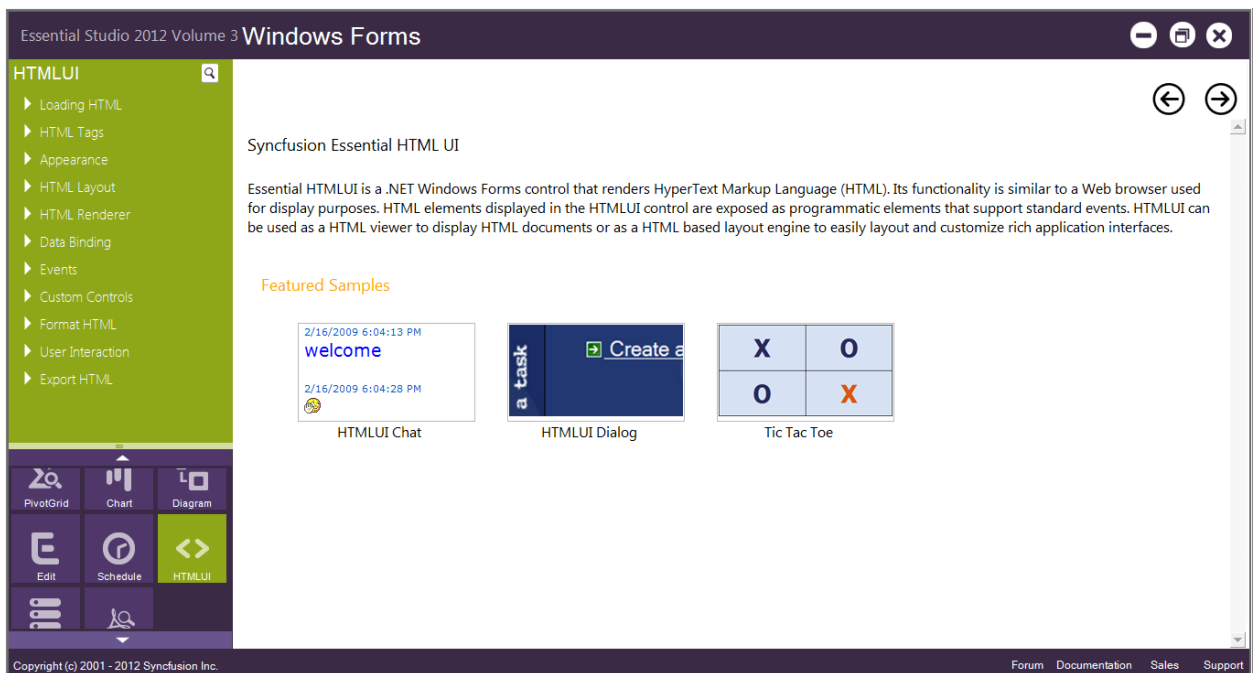 Essential Studio 2012 Volume 3 Windows Forms
HTMLUI
Loading HTML
HTML Tags
Appearance
HTML Layout
HTML Renderer
Data Binding
Events
Custom Controls
Format HTML
User Interaction
Export HTML
Syncfusion Essential HTML UI
Essential HTMLUI is a .NET Windows Forms control that renders HyperText Markup Language (HTML). Its functionality is similar to a Web browser used
for display purposes. HTML elements displayed in the HTMLUI control are exposed as programmatic elements that support standard events. HTMLUI can
be used as a HTML viewer to display HTML documents or as a HTML based layout engine to easily layout and customize rich application interfaces.
Featured Samples
2/16/2009 6:04:13 PM
welcome
2/16/2009 6:04:28 PM
HTMLUI Chat
a task
Create a
HTMLUI Dialog
X O
O X
Tic Tac Toe
PivotGrid Chart Diagram
Edit Schedule HTMLUI
Copyright (c) 2001 - 2012 Syncfusion Inc.
Forum Documentation Sales Support